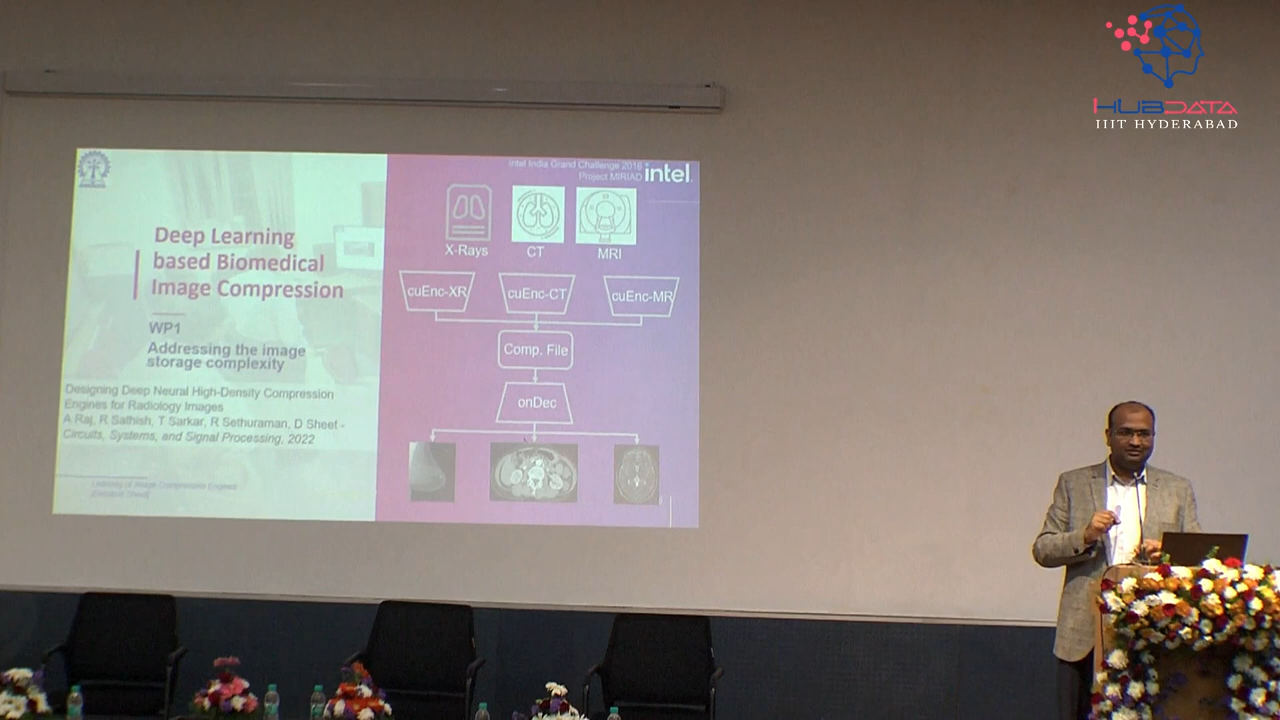 iHUBDATA
IIIT HYDERABAD
Intel India Grand Challenge 2016
Project MIRIAD
intel.
Deep Learning
based Biomedical
Image Compression
WP1
Addressing the image
storage complexity
Designing Deep Neural High-Density Compression
Engines for Radiology Images
A Raj, R Sathish, T Sarkar, R Sethuraman, D Sheet -
Circuits, Systems, and Signal Processing, 2022
X-Rays
CT
MRI
cuEnc-XR
cuEnc-CT
cuEnc-MR
Comp. File
onDec